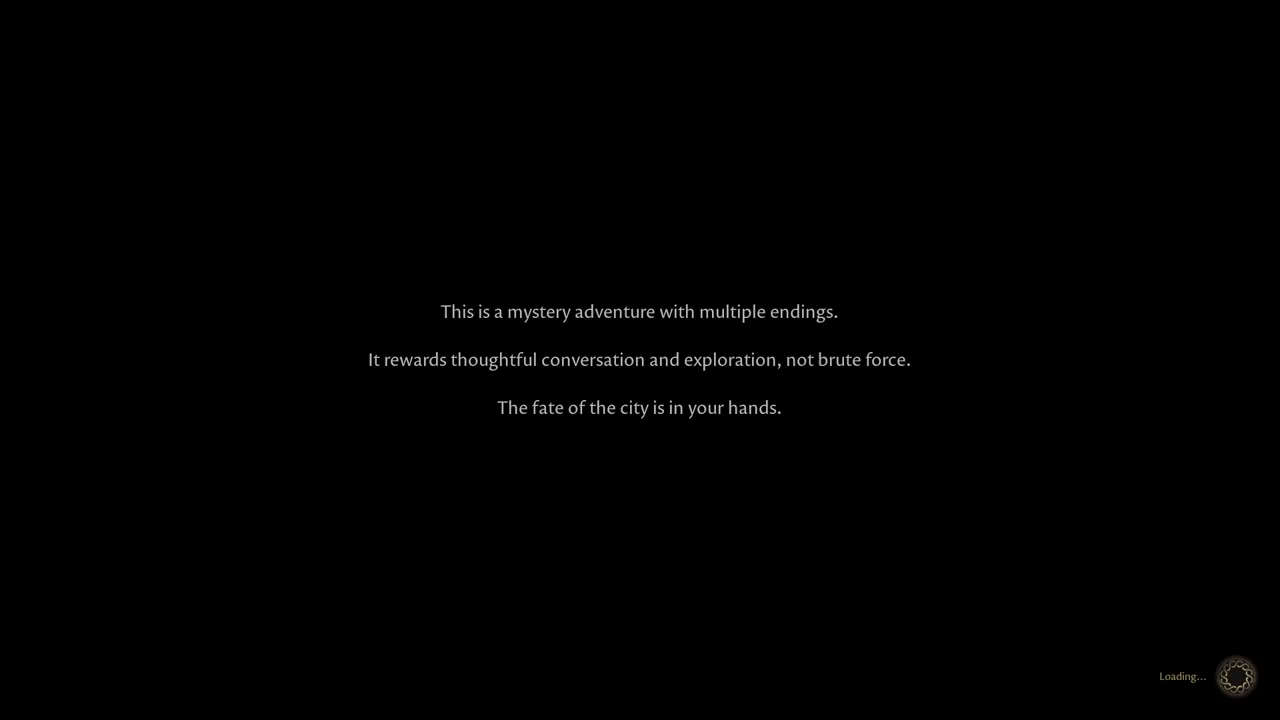 This is a mystery adventure with multiple endings.
It rewards thoughtful conversation and exploration, not brute force.
The fate of the city is in your hands.
Loading...